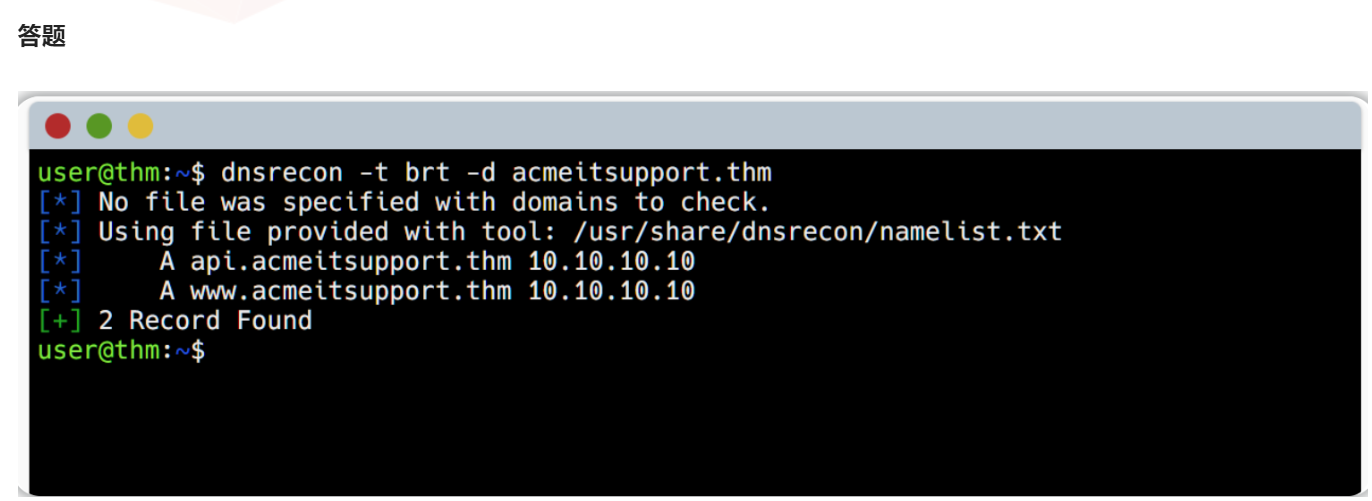 答题
user@thm:~$ dnsrecon -t brt -d acmeitsupport.thm
[*] No file was specified with domains to check.
[*] Using file provided with tool: /usr/share/dnsrecon/namelist.txt
[*]     A api.acmeitsupport.thm 10.10.10.10
[*]     A www.acmeitsupport.thm 10.10.10.10
[+] 2 Record Found
user@thm:~$